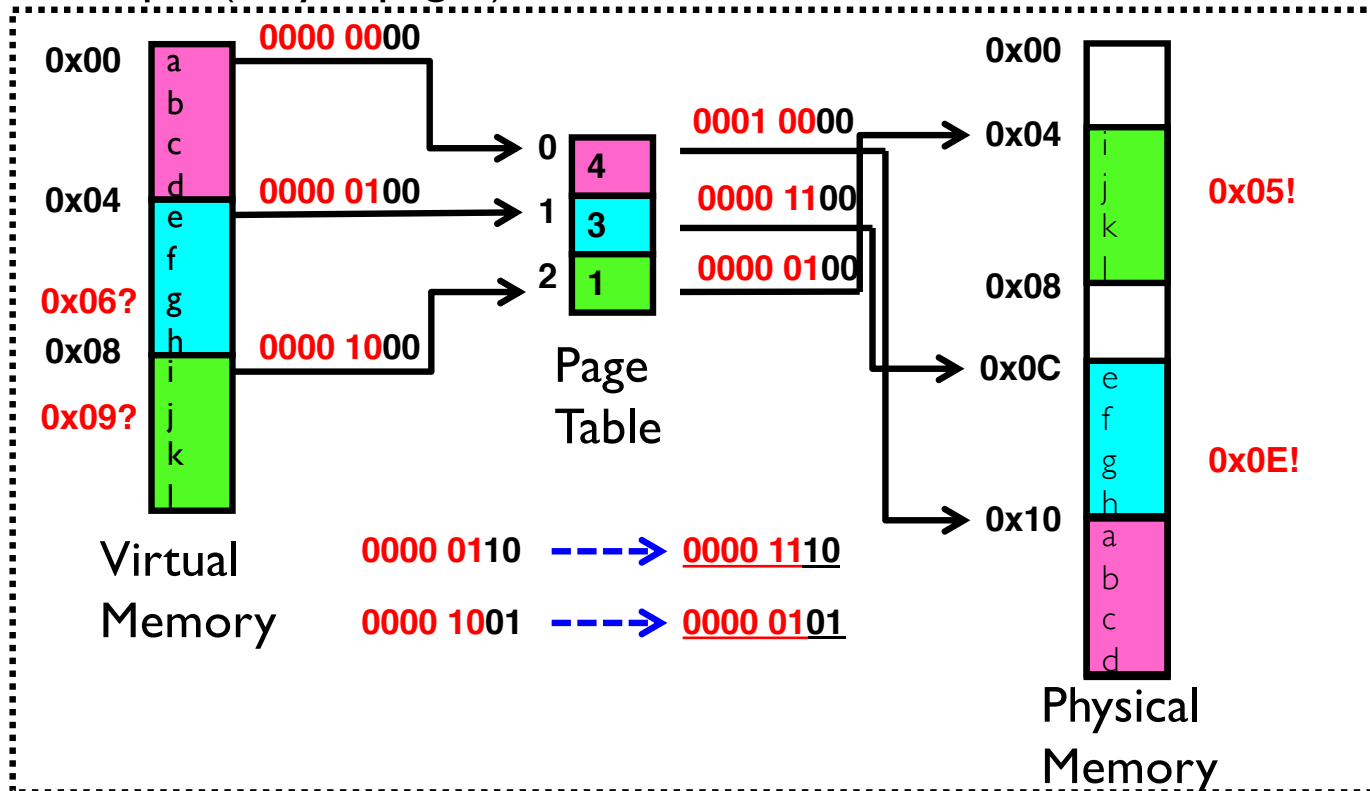 0x00
a
b
c
d
0x04
e
f
0x06?
g
h
0x08
i
0x09?
j
k
l
Virtual
Memory
0000 0000
0000 0100
0000 1000
0
4
1
3
2
1
Page
Table
0001 0000
0000 1100
0000 0100
0000 0110
0000 1110
0000 1001
0000 0101
0x00
0x04
i
j
0x05!
k
l
0x08
0x0C
e
f
g
0x0E!
h
0x10
a
b
c
d
Physical
Memory